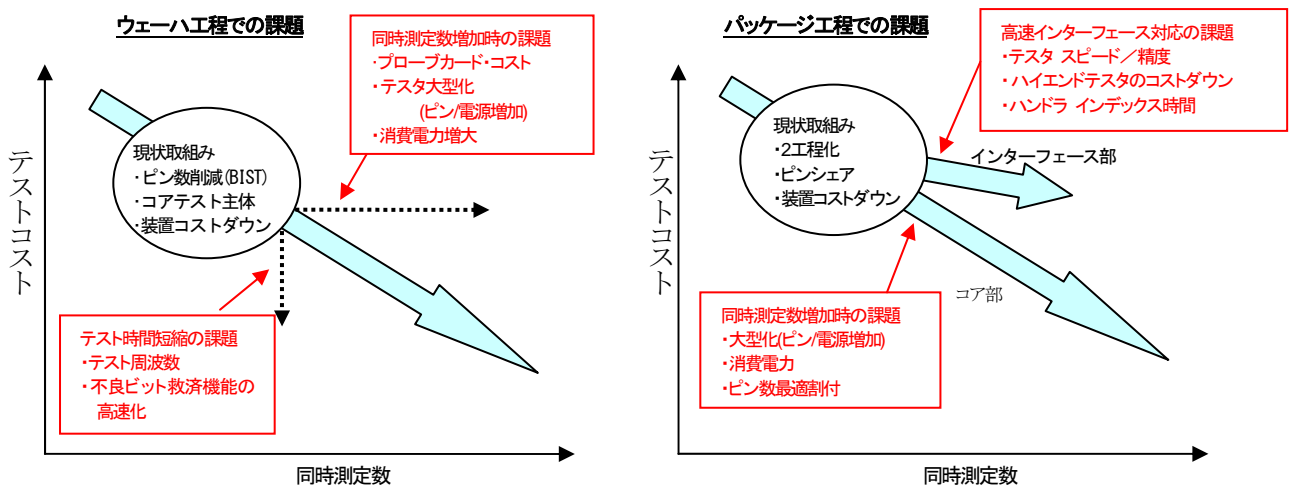 ウェーハ工程での課題
同時測定数増加時の課題
・プローブカード・コスト
・テスタ大型化
(ピン/電源増加)
・消費電力増大
現状取組み
・ピン数削減(BIST)
・コアテスト主体
・装置コストダウン
テストコスト
テスト時間短縮の課題
・テスト周波数
・不良ビット救済機能の
高速化
同時測定数
パッケージ工程での課題
高速インターフェース対応の課題
・テスタ スピード／精度
・ハイエンドテスタのコストダウン
・ハンドラ インデックス時間
現状取組み
・2工程化
・ピンシェア
・装置コストダウン
インターフェース部
テストコスト
コア部
同時測定数増加時の課題
・大型化(ピン/電源増加)
・消費電力
・ピン数最適割付
同時測定数